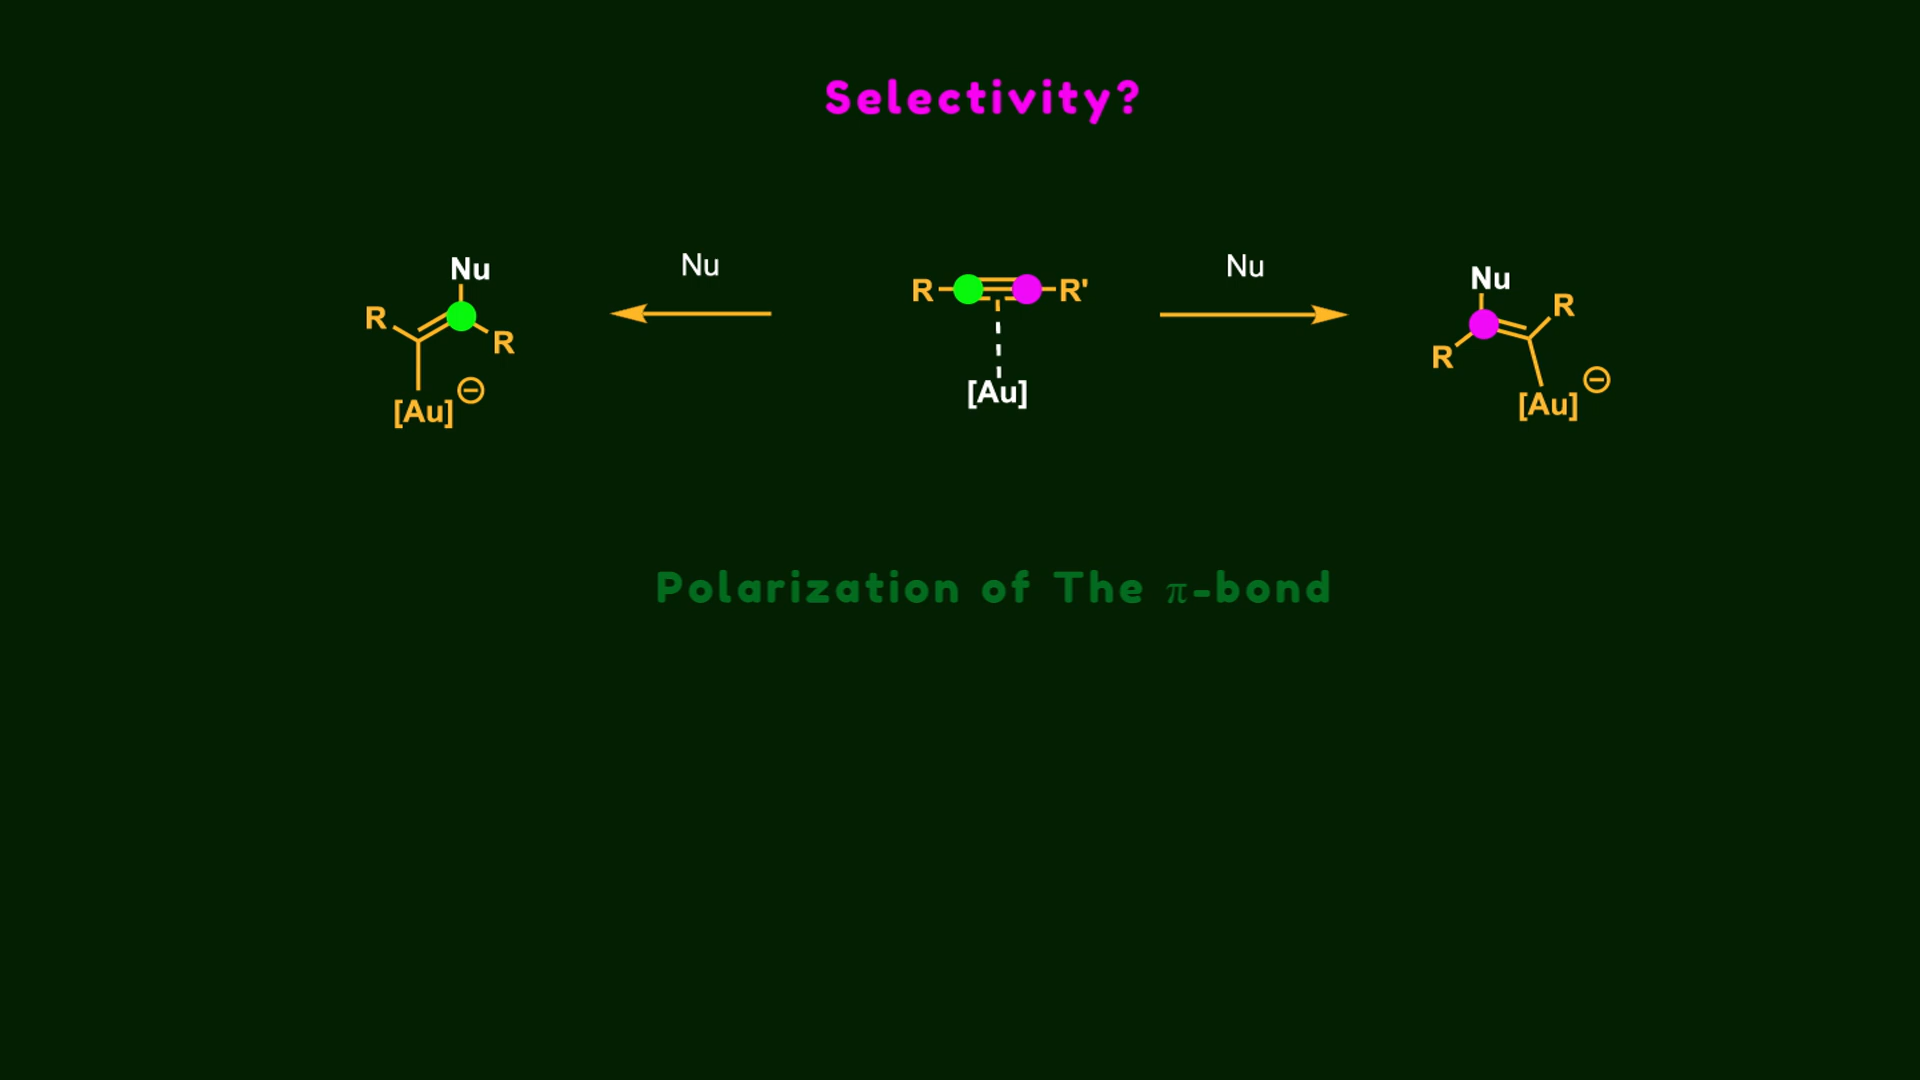 Selectivity?
Nu
R
R
[Au]
⊖
Nu
R
R'
[Au]
Nu
Nu
R
R
[Au]
⊖
Polarization of The π-bond